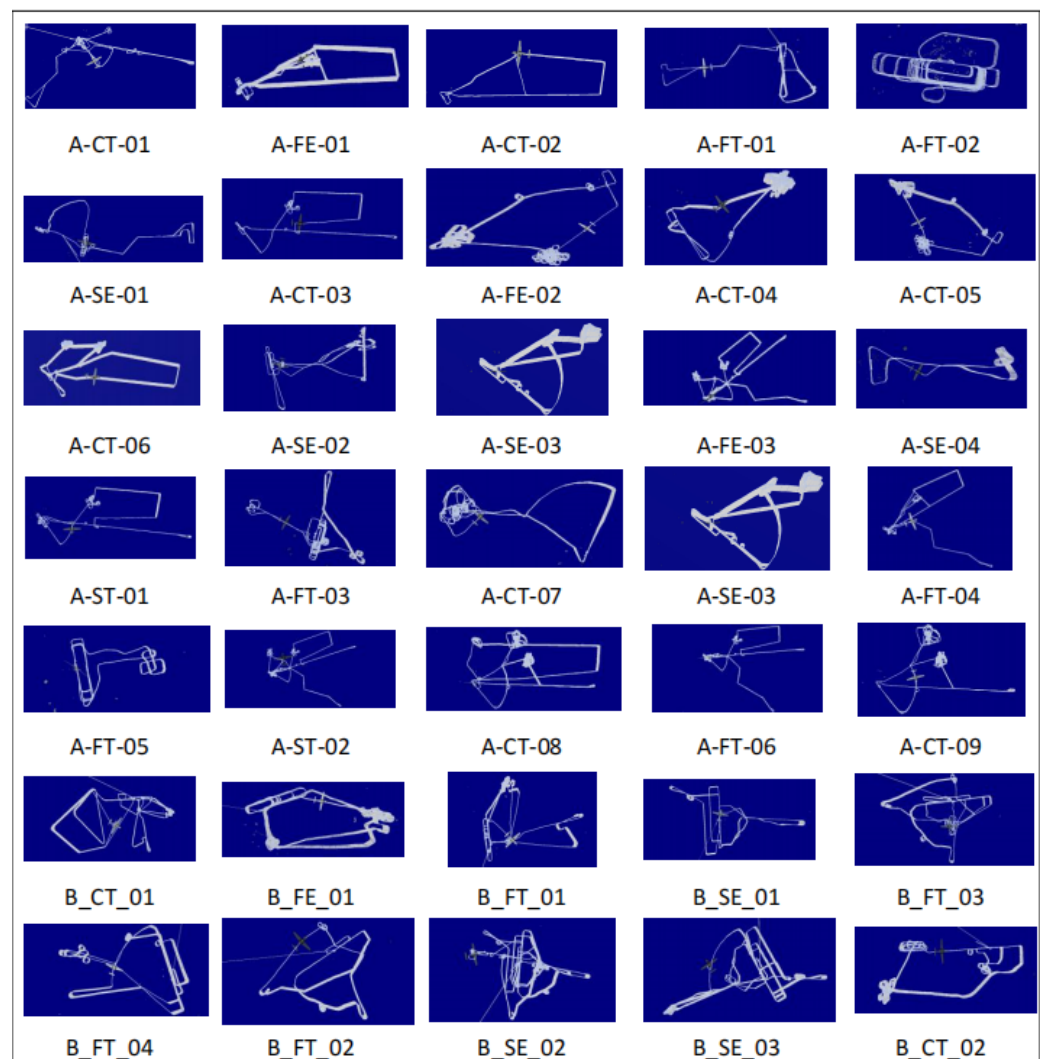 A-CT-01 A-FE-01 A-CT-02 A-FT-01 A-FT-02
A-SE-01 A-CT-03 A-FE-02 A-CT-04 A-CT-05
A-CT-06 A-SE-02 A-SE-03 A-FE-03 A-SE-04
A-ST-01 A-FT-03 A-CT-07 A-SE-03 A-FT-04
A-FT-05 A-ST-02 A-CT-08 A-FT-06 A-CT-09
B_CT_01 B_FE_01 B_FT_01 B_SE_01 B_FT_03
B_FT_04 B_FT_02 B_SE_02 B_SE_03 B_CT_02